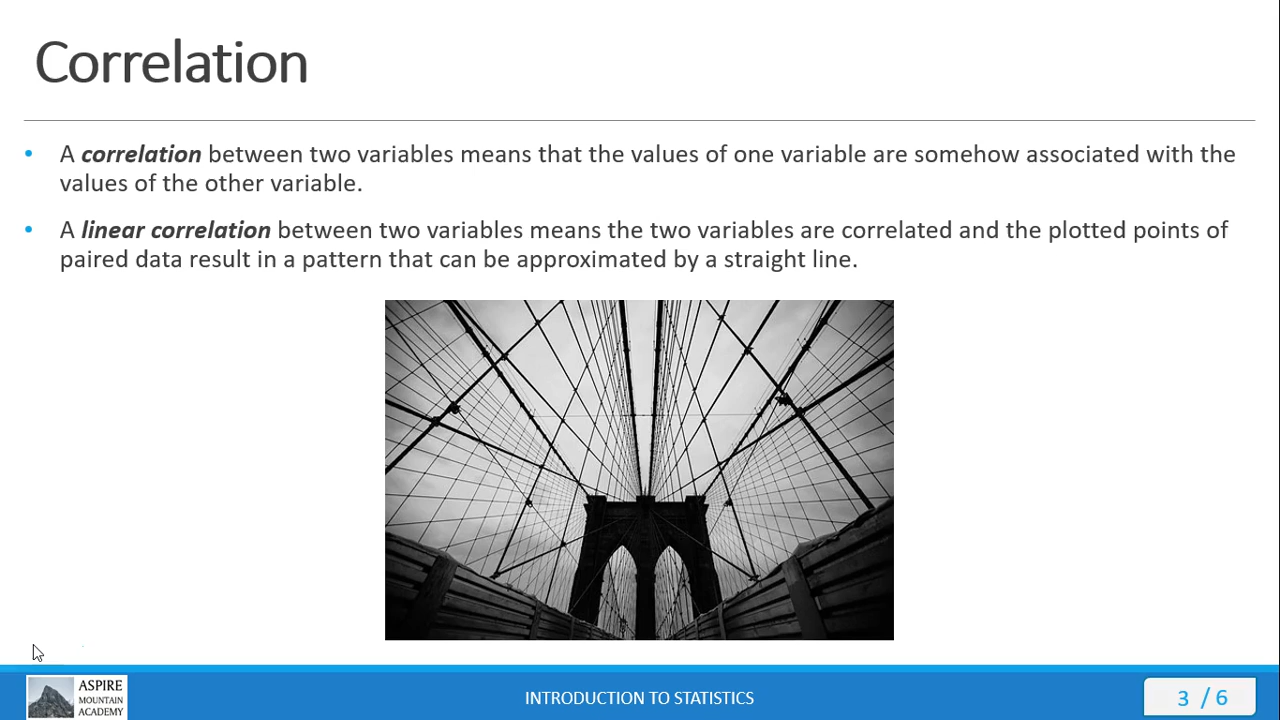 Correlation
• A correlation between two variables means that the values of one variable are somehow associated with the
values of the other variable.
• A linear correlation between two variables means the two variables are correlated and the plotted points of
paired data result in a pattern that can be approximated by a straight line.
ASPIRE
MOUNTAIN
ACADEMY
INTRODUCTION TO STATISTICS
3 / 6